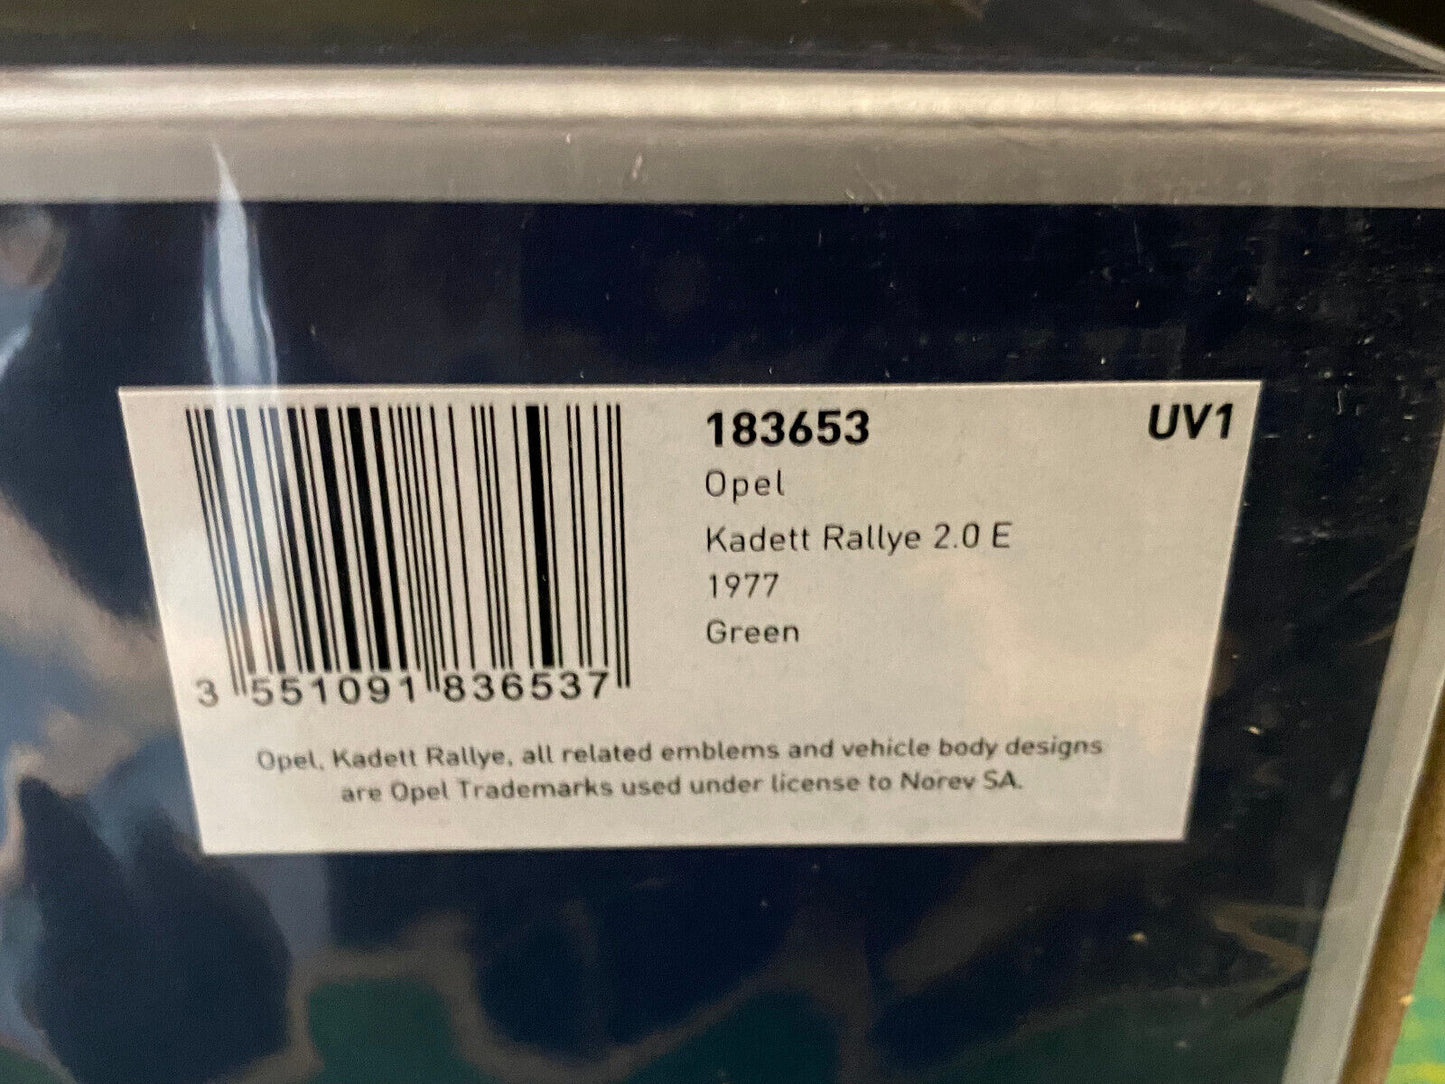 183653
UV1
Opel
Kadett Rallye 2.0 E
1977
Green
3 551091 836537
Opel, Kadett Rallye, all related emblems and vehicle body designs
are Opel Trademarks used under license to Norev SA.